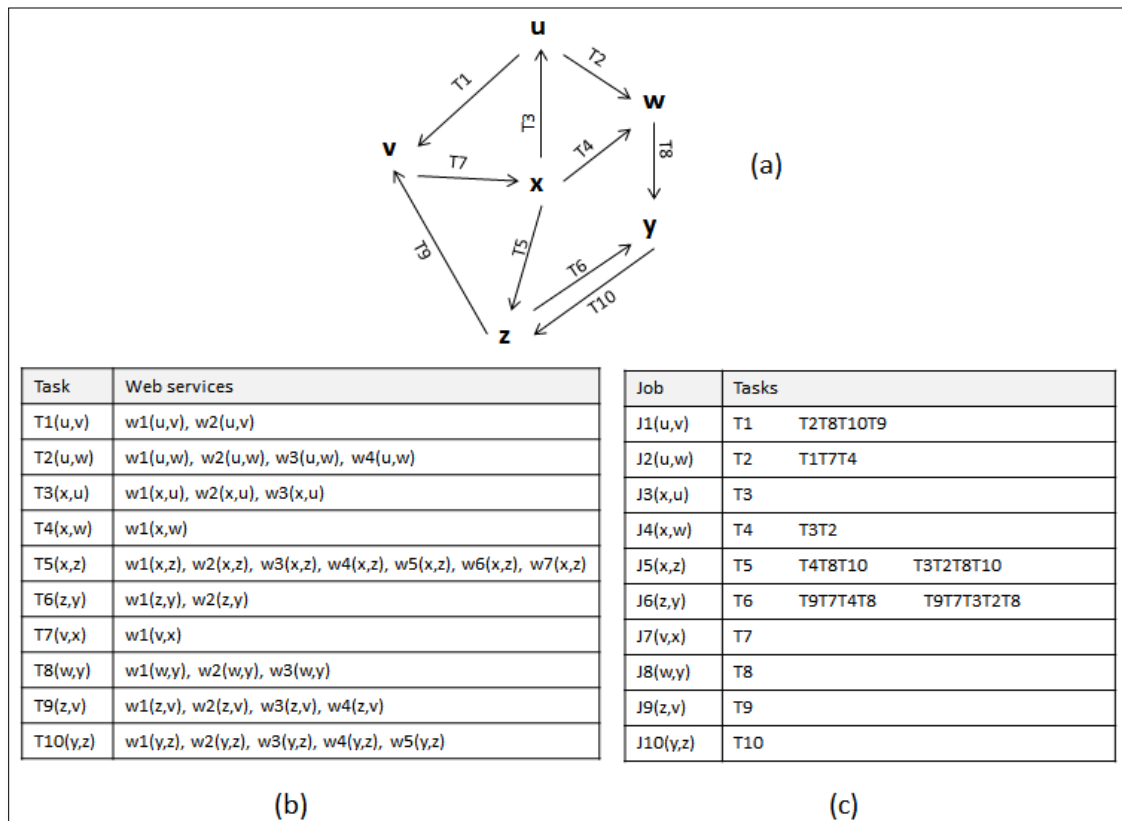 u
T1
T2
w
T3
T4
T8
v
T7
x
(a)
y
T9
T5
T6
T10
z
Task Web services
T1(u,v) w1(u,v), w2(u,v)
T2(u,w) w1(u,w), w2(u,w), w3(u,w), w4(u,w)
T3(x,u) w1(x,u), w2(x,u), w3(x,u)
T4(x,w) w1(x,w)
T5(x,z) w1(x,z), w2(x,z), w3(x,z), w4(x,z), w5(x,z), w6(x,z), w7(x,z)
T6(z,y) w1(z,y), w2(z,y)
T7(v,x) w1(v,x)
T8(w,y) w1(w,y), w2(w,y), w3(w,y)
T9(z,v) w1(z,v), w2(z,v), w3(z,v), w4(z,v)
T10(y,z) w1(y,z), w2(y,z), w3(y,z), w4(y,z), w5(y,z)
(b)
Job Tasks
J1(u,v) T1 T2T8T10T9
J2(u,w) T2 T1T7T4
J3(x,u) T3
J4(x,w) T4 T3T2
J5(x,z) T5 T4T8T10 T3T2T8T10
J6(z,y) T6 T9T7T4T8 T9T7T3T2T8
J7(v,x) T7
J8(w,y) T8
J9(z,v) T9
J10(y,z) T10
(c)